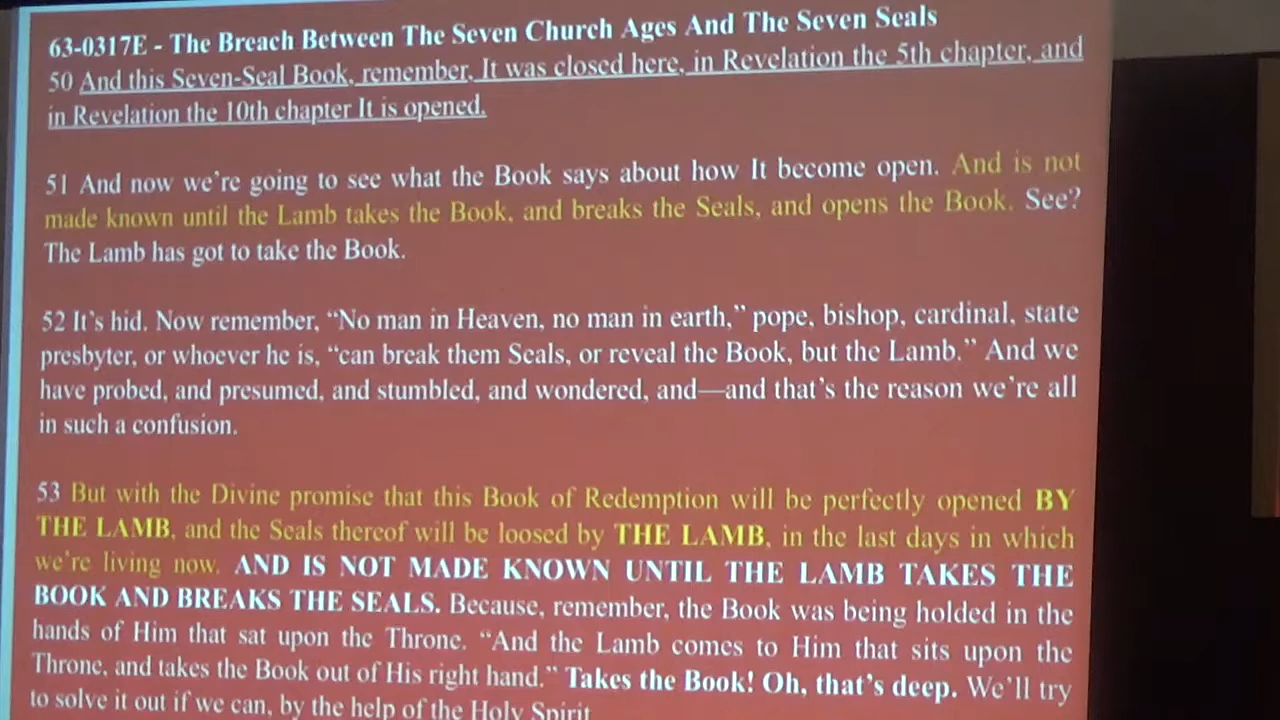 63-0317E - The Breach Between The Seven Church Ages And The Seven Seals
50 And this Seven-Seal Book, remember, It was closed here, in Revelation the 5th chapter, and
in Revelation the 10th chapter It is opened.
51 And now we're going to see what the Book says about how It become open. And is not
made known until the Lamb takes the Book, and breaks the Seals, and opens the Book. See?
The Lamb has got to take the Book.
52 It's hid. Now remember, “No man in Heaven, no man in earth,” pope, bishop, cardinal, state
presbyter, or whoever he is, “can break them Seals, or reveal the Book, but the Lamb.” And we
have probed, and presumed, and stumbled, and wondered, and—and that's the reason we're all
in such a confusion.
53 But with the Divine promise that this Book of Redemption will be perfectly opened BY
THE LAMB, and the Seals thereof will be loosed by THE LAMB, in the last days in which
we're living now. AND IS NOT MADE KNOWN UNTIL THE LAMB TAKES THE
BOOK AND BREAKS THE SEALS. Because, remember, the Book was being holded in the
hands of Him that sat upon the Throne. “And the Lamb comes to Him that sits upon the
Throne, and takes the Book out of His right hand.” Takes the Book! Oh, that's deep. We'll try
to solve it out if we can, by the help of the Holy Spirit